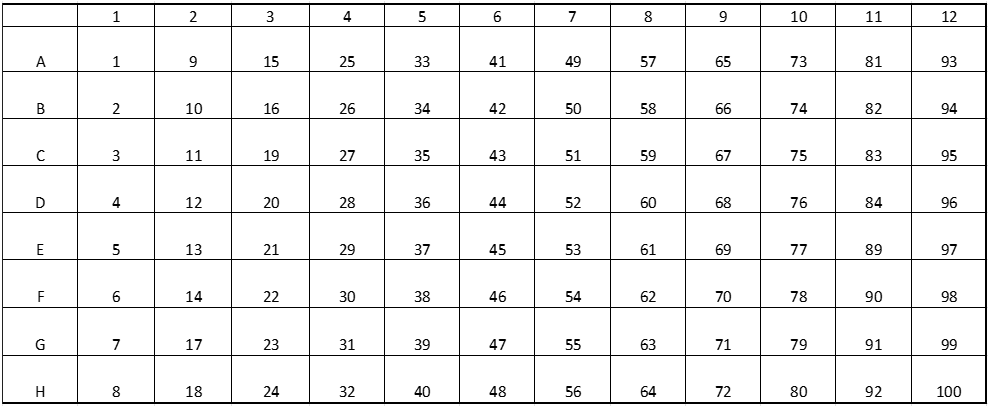 1 2 3 4 5 6 7 8 9 10 11 12
A 1 9 15 25 33 41 49 57 65 73 81 93
B 2 10 16 26 34 42 50 58 66 74 82 94
C 3 11 19 27 35 43 51 59 67 75 83 95
D 4 12 20 28 36 44 52 60 68 76 84 96
E 5 13 21 29 37 45 53 61 69 77 89 97
F 6 14 22 30 38 46 54 62 70 78 90 98
G 7 17 23 31 39 47 55 63 71 79 91 99
H 8 18 24 32 40 48 56 64 72 80 92 100